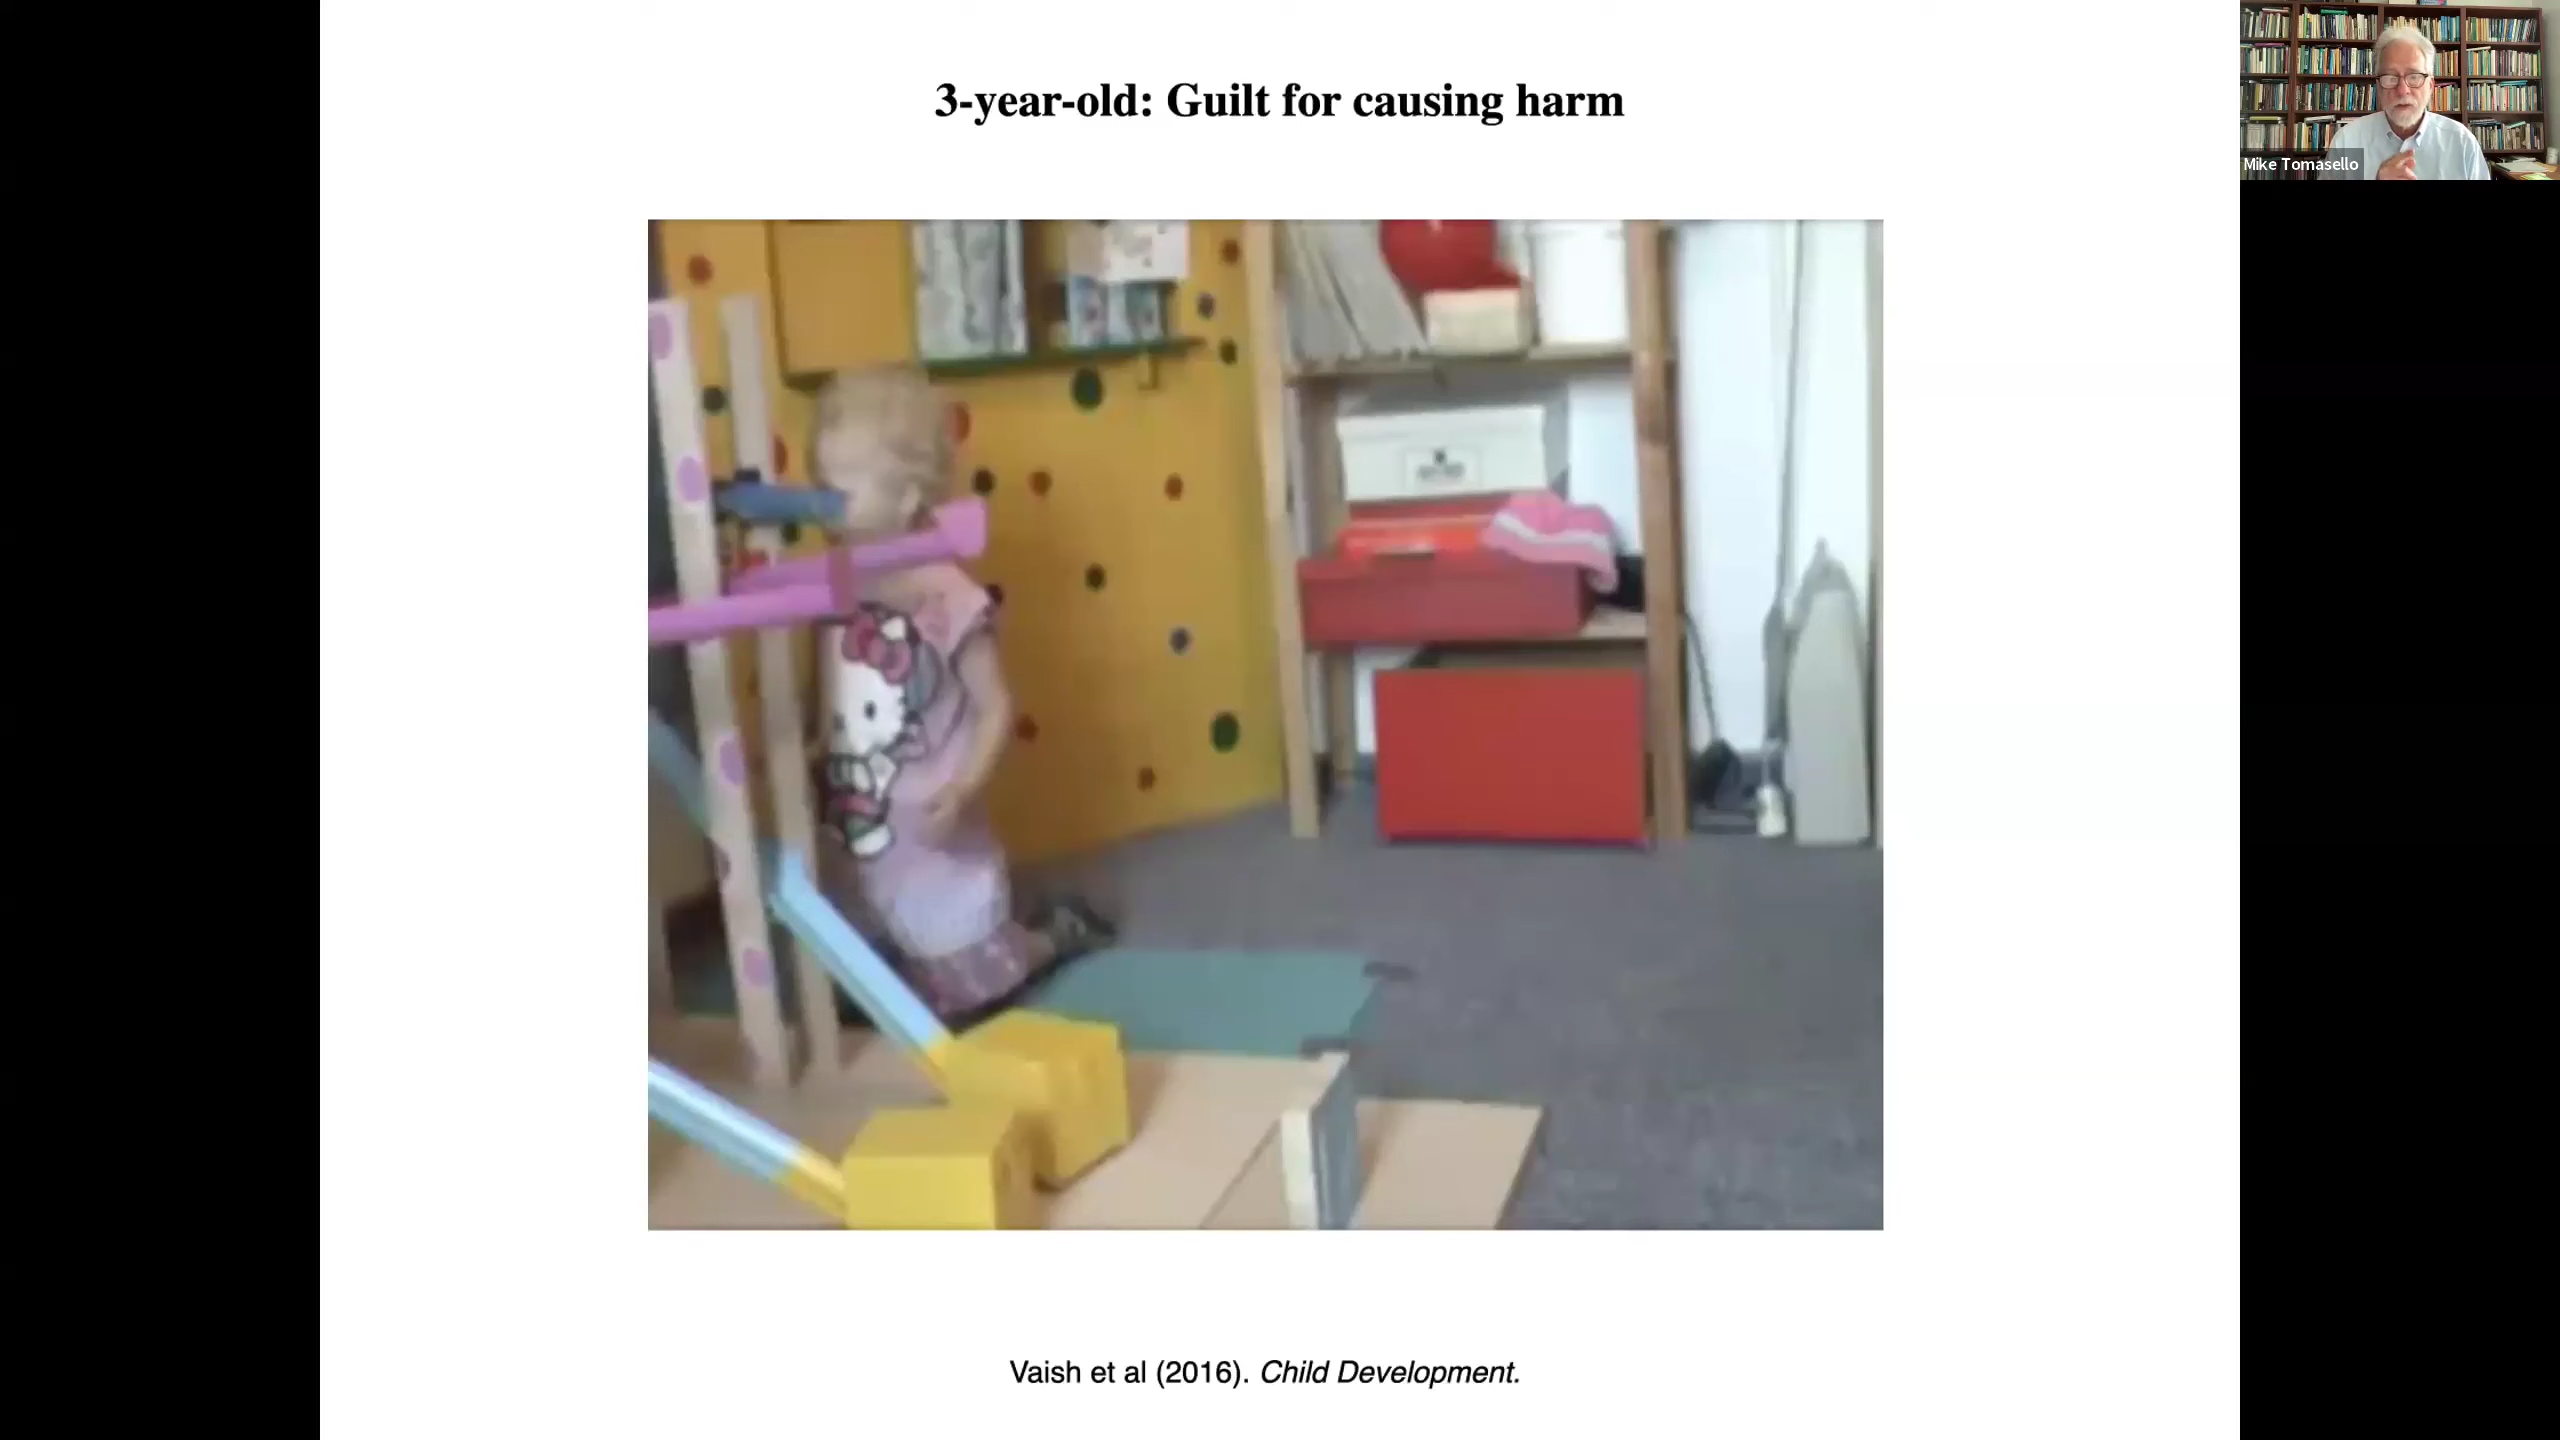 3-year-old: Guilt for causing harm
Mike Tomasello
Vaish et al (2016). Child Development.